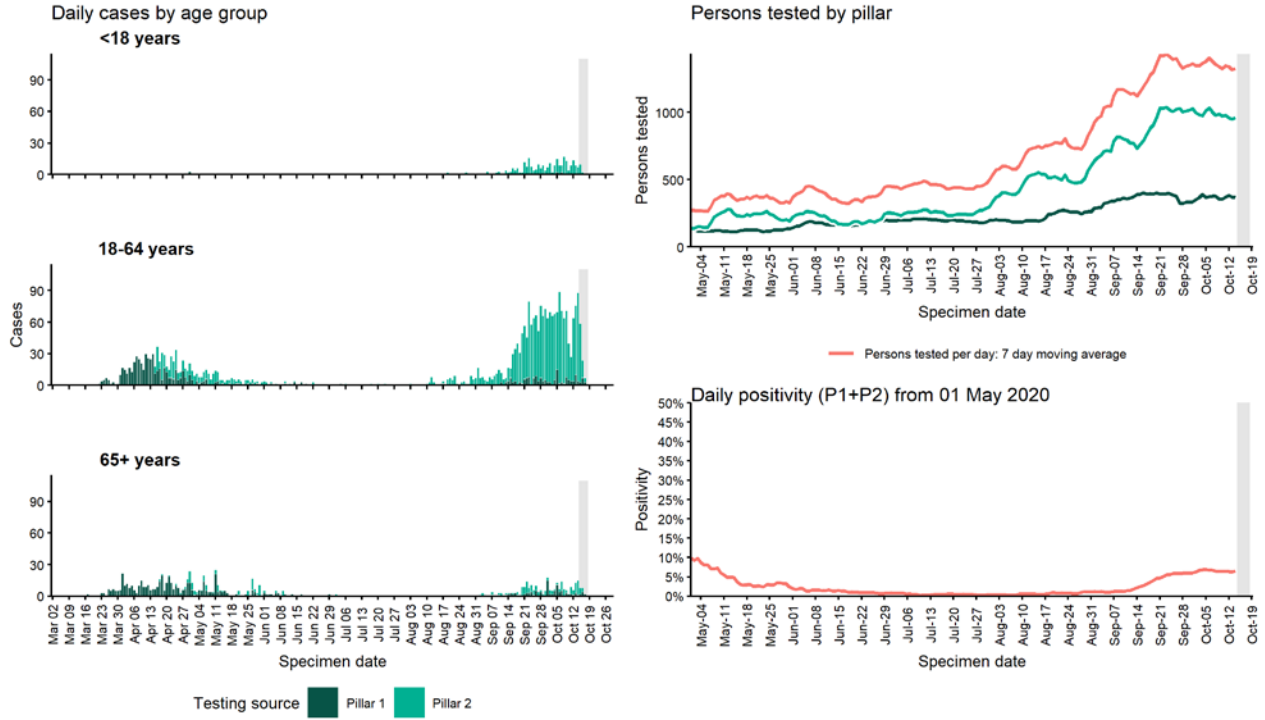 Daily cases by age group
<18 years
90
60
30
0
18-64 years
90
60
30
0
Cases
65+ years
90
60
30
0
Mar 02
Mar 09
Mar 16
Mar 23
Mar 30
Apr 06
Apr 13
Apr 20
Apr 27
May 04
May 11
May 18
May 25
Jun 01
Jun 08
Jun 15
Jun 22
Jun 29
Jul 06
Jul 13
Jul 20
Jul 27
Aug 03
Aug 10
Aug 17
Aug 24
Aug 31
Sep 07
Sep 14
Sep 21
Sep 28
Oct 05
Oct 12
Oct 19
Oct 26
Specimen date
Testing source
Pillar 1
Pillar 2
Persons tested by pillar
Persons tested
1000
500
0
May-04
May-11
May-18
May-25
Jun-01
Jun-08
Jun-15
Jun-22
Jun-29
Jul-06
Jul-13
Jul-20
Jul-27
Aug-03
Aug-10
Aug-17
Aug-24
Aug-31
Sep-07
Sep-14
Sep-21
Sep-28
Oct-05
Oct-12
Oct-19
Specimen date
Persons tested per day: 7 day moving average
Daily positivity (P1+P2) from 01 May 2020
Positivity
50%
45%
40%
35%
30%
25%
20%
15%
10%
5%
0%
May-04
May-11
May-18
May-25
Jun-01
Jun-08
Jun-15
Jun-22
Jun-29
Jul-06
Jul-13
Jul-20
Jul-27
Aug-03
Aug-10
Aug-17
Aug-24
Aug-31
Sep-07
Sep-14
Sep-21
Sep-28
Oct-05
Oct-12
Oct-19
Specimen date